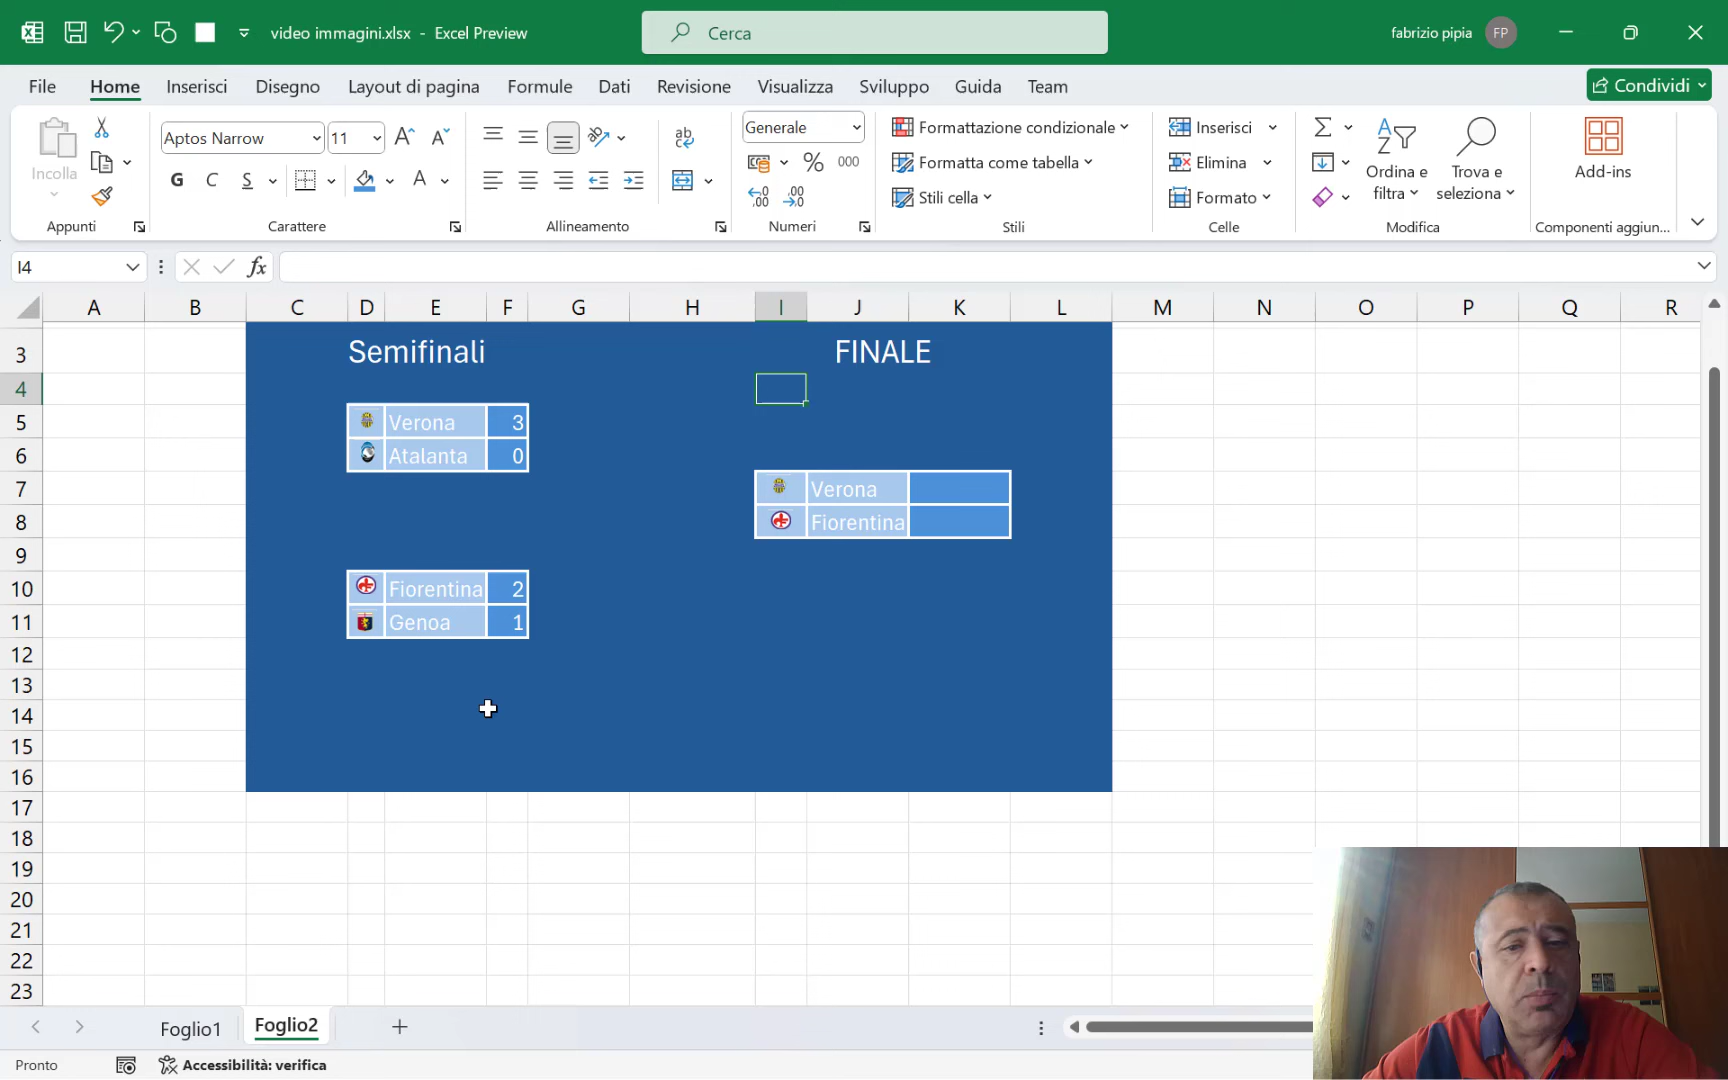 video immagini.xlsx - Excel Preview
Cerca
fabrizio pipia FP
File Home Inserisci Disegno Layout di pagina Formule Dati Revisione Visualizza Sviluppo Guida Team
Condividi
Incolla
Appunti
Aptos Narrow 11
G C S A
Carattere
ab
Allineamento
Generale
% 000
Numeri
Formattazione condizionale
Formatta come tabella
Stili cella
Stili
Inserisci
Elimina
Formato
Celle
Ordina e
filtra
Trova e
seleziona
Modifica
Add-ins
Componenti aggiun...
I4 fx
A B C D E F G H I J K L M N O P Q R
3 Semifinali FINALE
4
5 Verona 3
6 Atalanta 0
7 Verona
8 Fiorentina
9
10 Fiorentina 2
11 Genoa 1
12
13
14
15
16
17
18
19
20
21
22
23
Foglio1 Foglio2
Pronto Accessibilità: verifica